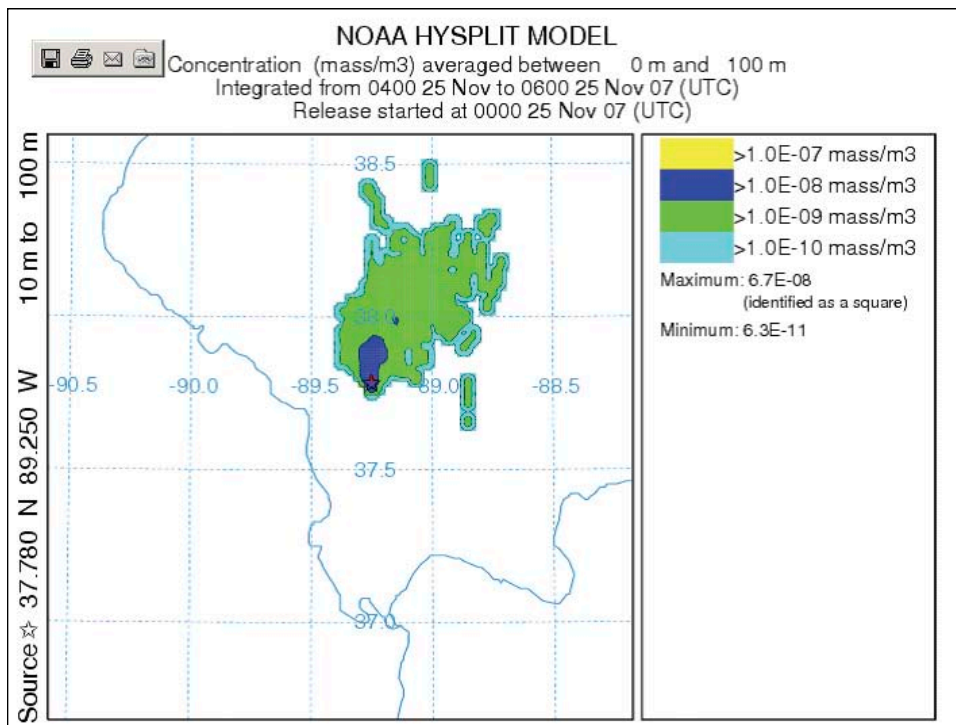 NOAA HYSPLIT MODEL
Concentration (mass/m3) averaged between 0 m and 100 m
Integrated from 0400 25 Nov to 0600 25 Nov 07 (UTC)
Release started at 0000 25 Nov 07 (UTC)
Source ☆ 37.780 N 89.250 W 10 m to 100 m
38.5
38.0
-90.5
-90.0
-89.5
-89.0
-88.5
37.5
37.0
>1.0E-07 mass/m3
>1.0E-08 mass/m3
>1.0E-09 mass/m3
>1.0E-10 mass/m3
Maximum: 6.7E-08
(identified as a square)
Minimum: 6.3E-11